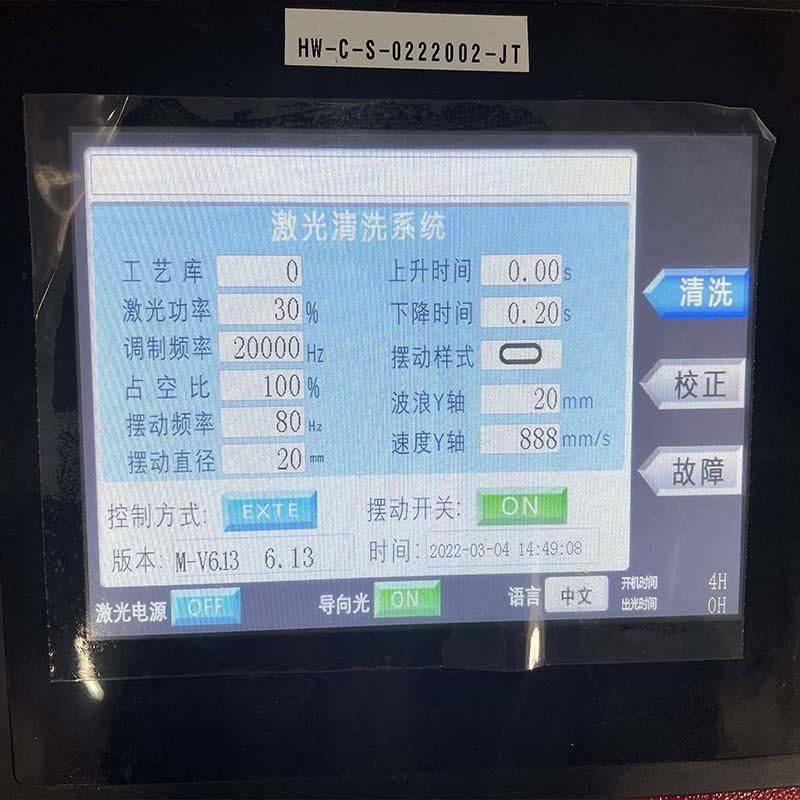 HW-C-S-0222002-JT
激光清洗系统
工艺库 0
激光功率 30 %
调制频率 20000 Hz
占空比 100 %
摆动频率 80 Hz
摆动直径 20 mm
上升时间 0.00 s
下降时间 0.20 s
摆动样式
波浪Y轴 20 mm
速度Y轴 888 mm/s
清洗
校正
故障
控制方式: EXTE
摆动开关: ON
版本: M-V6.13 6.13
时间: 2022-03-04 14:49:08
激光电源 OFF
导向光 ON
语言 中文
开机时间 4H
出光时间 0H